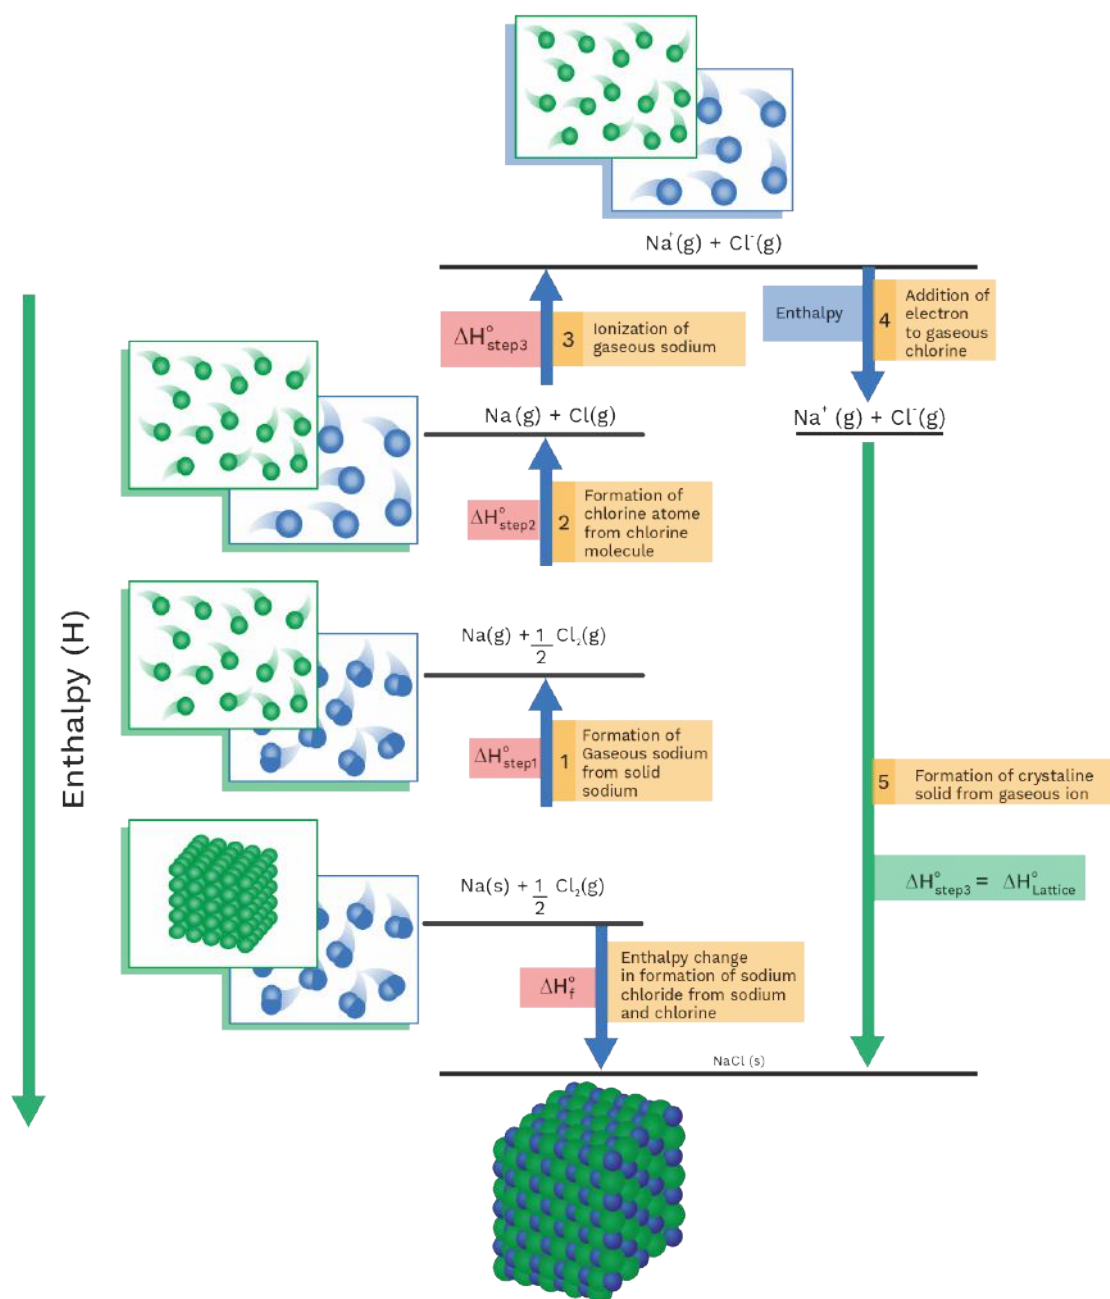 Na⁺(g) + Cl⁻(g)
ΔH°step3
3
Ionization of
gaseous sodium
Enthalpy
4
Addition of
electron
to gaseous
chlorine
Na (g) + Cl(g)
Na⁺ (g) + Cl⁻(g)
ΔH°step2
2
Formation of
chlorine atome
from chlorine
molecule
Enthalpy (H)
Na(g) + 1/2 Cl₂(g)
ΔH°step1
1
Formation of
Gaseous sodium
from solid
sodium
5
Formation of crystaline
solid from gaseous ion
ΔH°step3 = ΔH°Lattice
Na(s) + 1/2 Cl₂(g)
ΔH°f
Enthalpy change
in formation of sodium
chloride from sodium
and chlorine
NaCl (s)